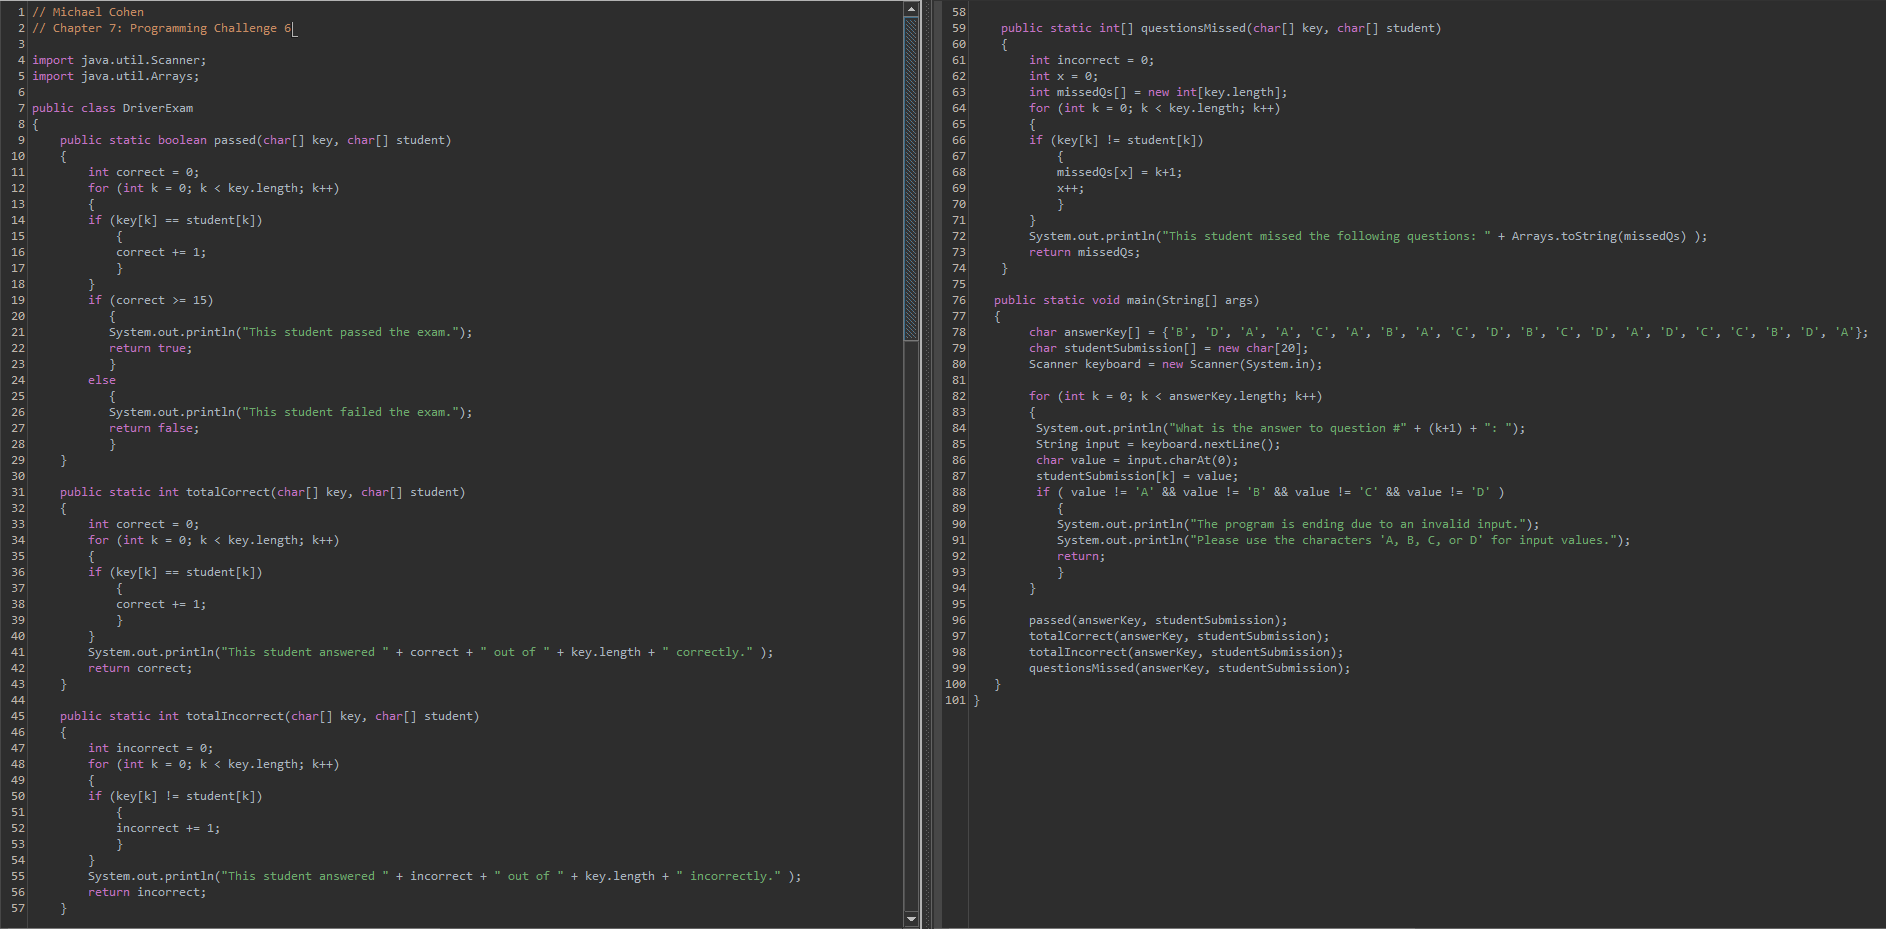 1 // Michael Cohen
2 // Chapter 7: Programming Challenge 6
3
4 import java.util.Scanner;
5 import java.util.Arrays;
6
7 public class DriverExam
8 {
9 public static boolean passed(char[] key, char[] student)
10 {
11 int correct = 0;
12 for (int k = 0; k < key.length; k++)
13 {
14 if (key[k] == student[k])
15 {
16 correct += 1;
17 }
18 }
19 if (correct >= 15)
20 {
21 System.out.println("This student passed the exam.");
22 return true;
23 }
24 else
25 {
26 System.out.println("This student failed the exam.");
27 return false;
28 }
29 }
30
31 public static int totalCorrect(char[] key, char[] student)
32 {
33 int correct = 0;
34 for (int k = 0; k < key.length; k++)
35 {
36 if (key[k] == student[k])
37 {
38 correct += 1;
39 }
40 }
41 System.out.println("This student answered " + correct + " out of " + key.length + " correctly." );
42 return correct;
43 }
44
45 public static int totalIncorrect(char[] key, char[] student)
46 {
47 int incorrect = 0;
48 for (int k = 0; k < key.length; k++)
49 {
50 if (key[k] != student[k])
51 {
52 incorrect += 1;
53 }
54 }
55 System.out.println("This student answered " + incorrect + " out of " + key.length + " incorrectly." );
56 return incorrect;
57 }
58
59 public static int[] questionsMissed(char[] key, char[] student)
60 {
61 int incorrect = 0;
62 int x = 0;
63 int missedQs[] = new int[key.length];
64 for (int k = 0; k < key.length; k++)
65 {
66 if (key[k] != student[k])
67 {
68 missedQs[x] = k+1;
69 x++;
70 }
71 }
72 System.out.println("This student missed the following questions: " + Arrays.toString(missedQs) );
73 return missedQs;
74 }
75
76 public static void main(String[] args)
77 {
78 char answerKey[] = {'B', 'D', 'A', 'A', 'C', 'A', 'B', 'A', 'C', 'D', 'B', 'C', 'D', 'A', 'D', 'C', 'C', 'B', 'D', 'A'};
79 char studentSubmission[] = new char[20];
80 Scanner keyboard = new Scanner(System.in);
81
82 for (int k = 0; k < answerKey.length; k++)
83 {
84 System.out.println("What is the answer to question #" + (k+1) + ": ");
85 String input = keyboard.nextLine();
86 char value = input.charAt(0);
87 studentSubmission[k] = value;
88 if ( value != 'A' && value != 'B' && value != 'C' && value != 'D' )
89 {
90 System.out.println("The program is ending due to an invalid input.");
91 System.out.println("Please use the characters 'A, B, C, or D' for input values.");
92 return;
93 }
94 }
95
96 passed(answerKey, studentSubmission);
97 totalCorrect(answerKey, studentSubmission);
98 totalIncorrect(answerKey, studentSubmission);
99 questionsMissed(answerKey, studentSubmission);
100 }
101 }